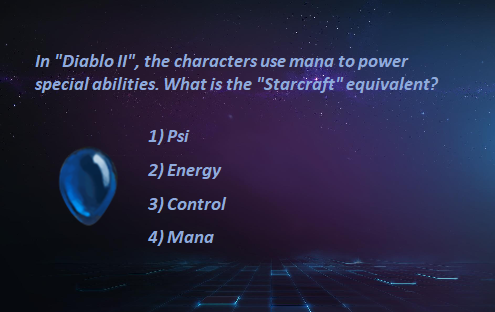 In "Diablo II", the characters use mana to power
special abilities. What is the "Starcraft" equivalent?
1) Psi
2) Energy
3) Control
4) Mana